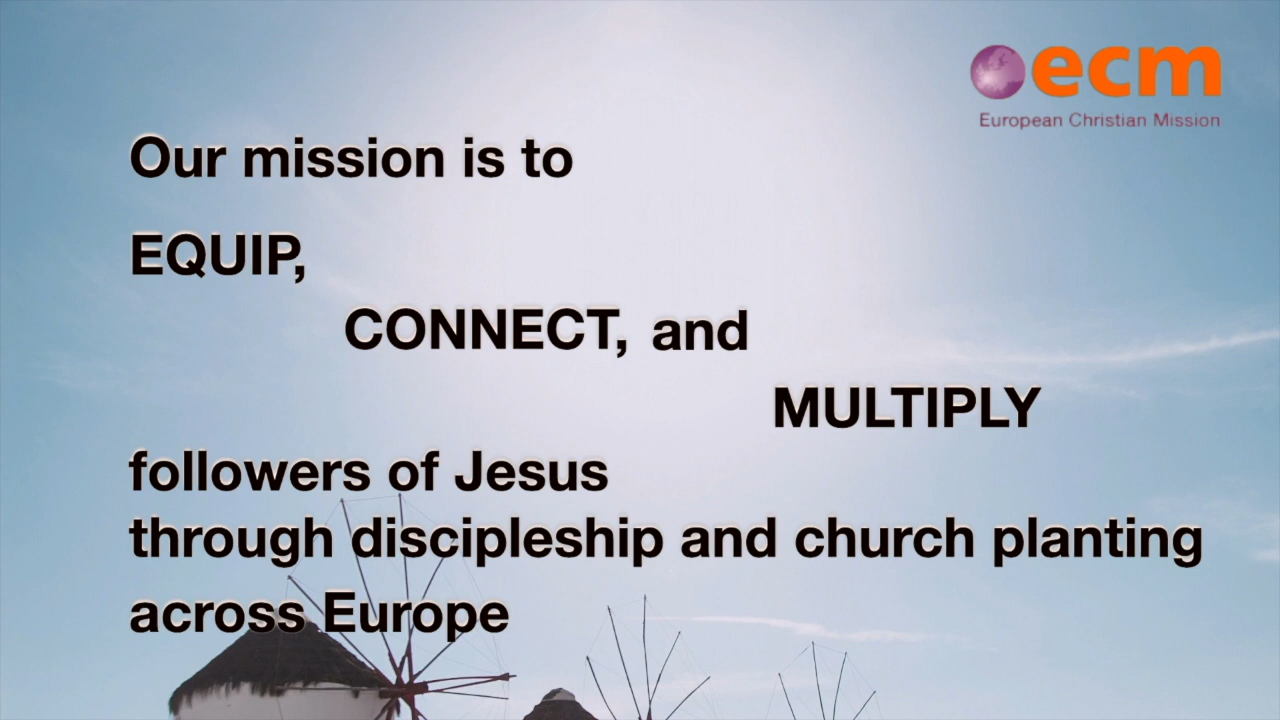 ecm
European Christian Mission
Our mission is to
EQUIP,
CONNECT, and
MULTIPLY
followers of Jesus
through discipleship and church planting
across Europe